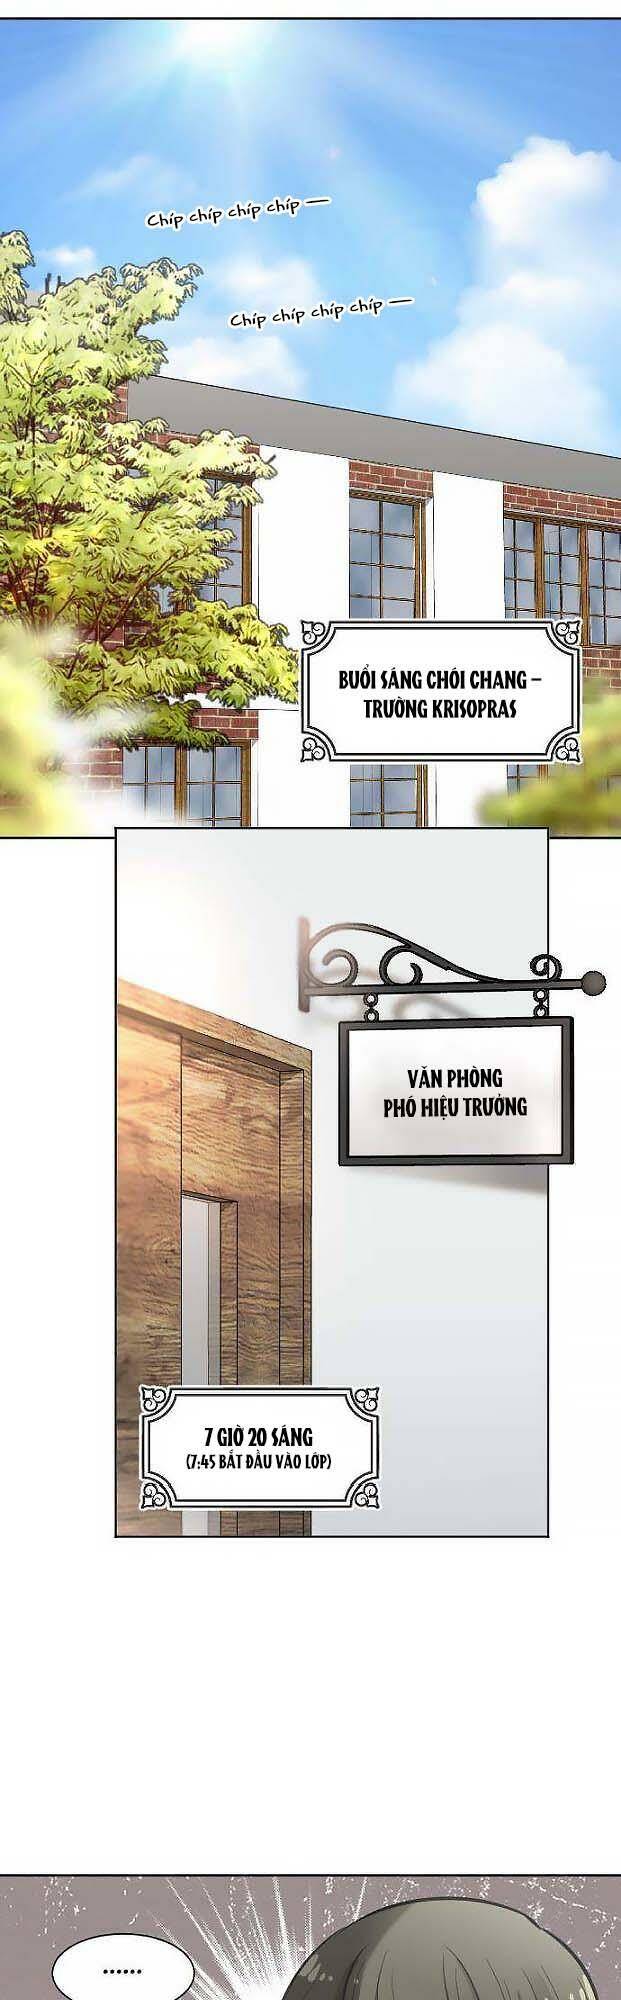 Chíp chíp chíp chíp —
Chíp chíp chíp chíp —
BUỔI SÁNG CHÓI CHANG –
TRƯỜNG KRISOPRAS
VĂN PHÒNG
PHÓ HIỆU TRƯỞNG
7 GIỜ 20 SÁNG
(7:45 BẮT ĐẦU VÀO LỚP)
......